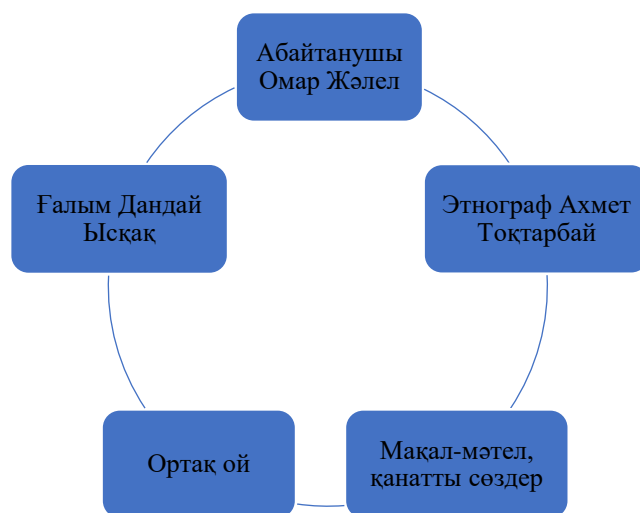 Абайтанушы
Омар Жәлел
Ғалым Дандай
Ысқақ
Этнограф Ахмет
Тоқтарбай
Ортақ ой
Мақал-мәтел,
қанатты сөздер